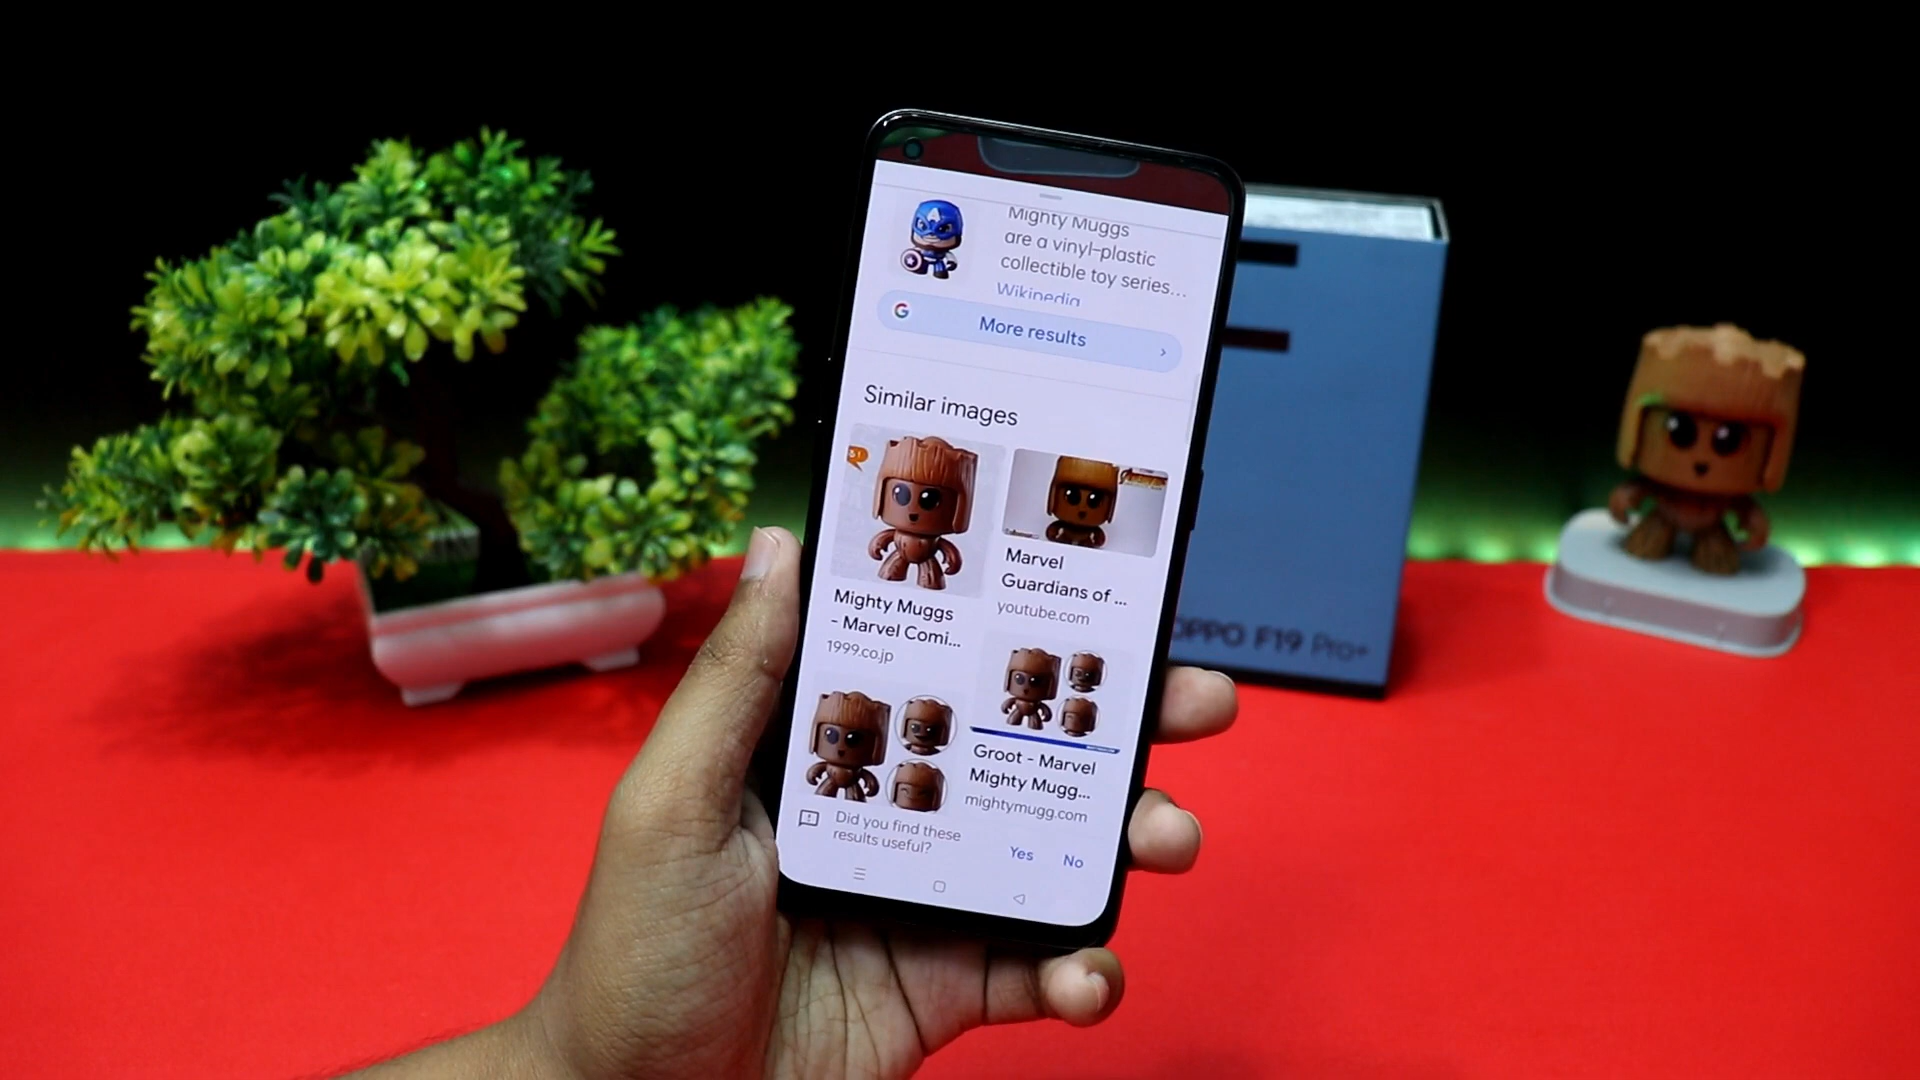 Mighty Muggs
are a vinyl-plastic
collectible toy series...
Wikipedia
G
More results
Similar images
51
Mighty Muggs
- Marvel Comi...
1999.co.jp
Marvel
Guardians of ...
youtube.com
Groot - Marvel
Mighty Mugg...
mightymugg.com
Did you find these
results useful?
Yes
No
OPPO F19 Pro+